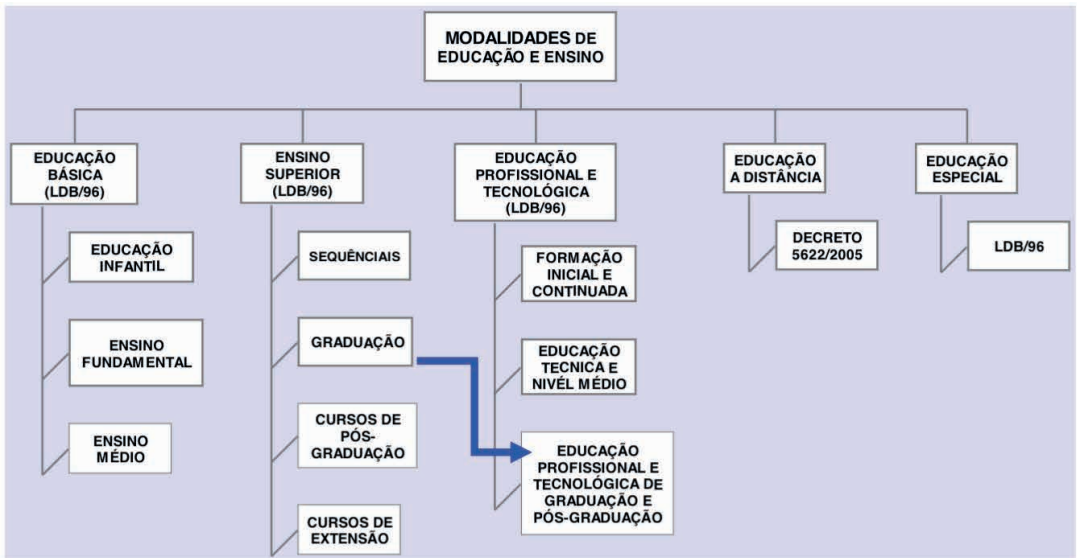 MODALIDADES DE
EDUCAÇÃO E ENSINO
EDUCAÇÃO
BÁSICA
(LDB/96)
EDUCAÇÃO
INFANTIL
ENSINO
FUNDAMENTAL
ENSINO
MÉDIO
ENSINO
SUPERIOR
(LDB/96)
SEQUÊNCIAIS
GRADUAÇÃO
CURSOS DE
PÓS-
GRADUAÇÃO
CURSOS DE
EXTENSÃO
EDUCAÇÃO
PROFISSIONAL E
TECNOLÓGICA
(LDB/96)
FORMAÇÃO
INICIAL E
CONTINUADA
EDUCAÇÃO
TECNICA E
NIVÉL MÉDIO
EDUCAÇÃO
PROFISSIONAL E
TECNOLÓGICA DE
GRADUAÇÃO E
PÓS-GRADUAÇÃO
EDUCAÇÃO
A DISTÂNCIA
DECRETO
5622/2005
EDUCAÇÃO
ESPECIAL
LDB/96